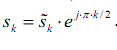 $s_k = \tilde{s}_k \cdot e^{j \cdot \pi \cdot k / 2}.$